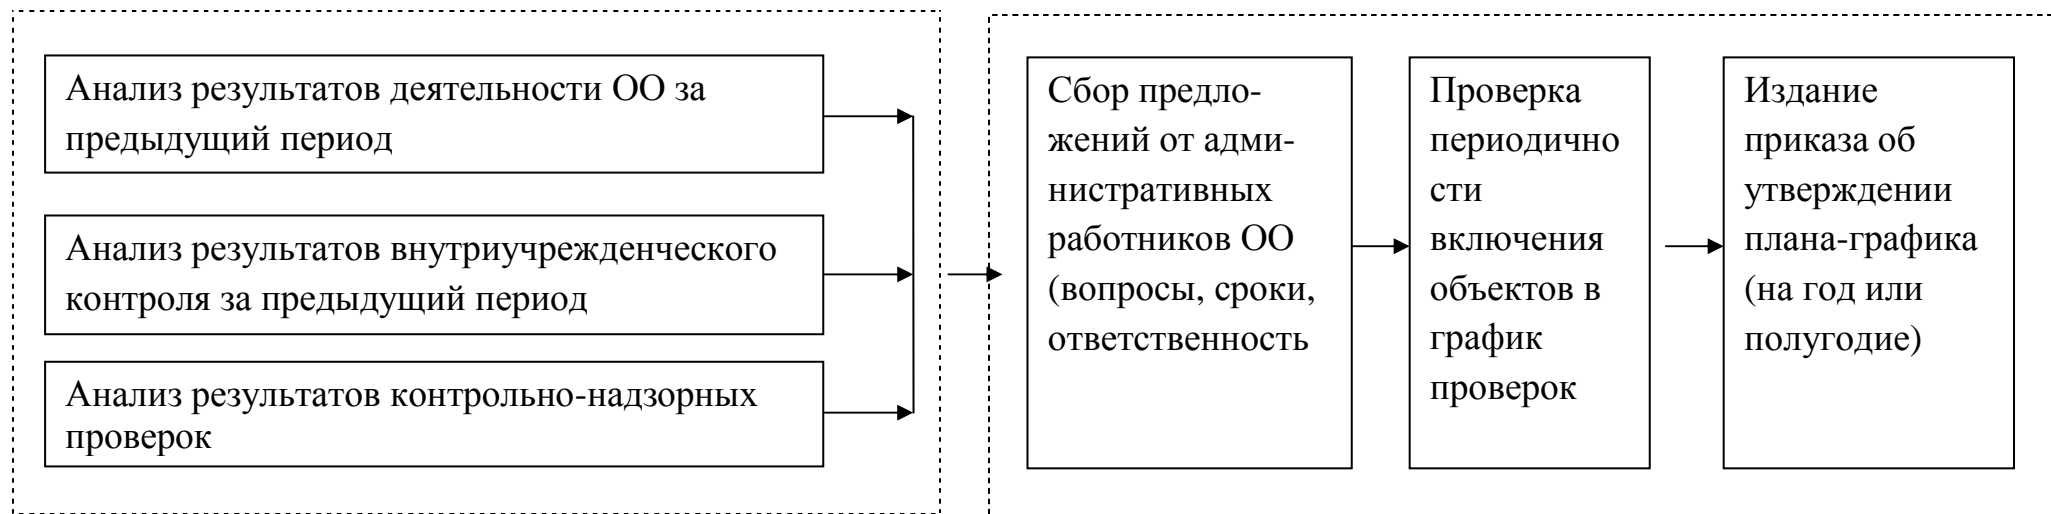 Анализ результатов деятельности ОО за
предыдущий период
Анализ результатов внутриучрежденческого
контроля за предыдущий период
Анализ результатов контрольно-надзорных
проверок
Сбор предло-
жений от адми-
нистративных
работников ОО
(вопросы, сроки,
ответственность
Проверка
периодично
сти
включения
объектов в
график
проверок
Издание
приказа об
утверждении
плана-графика
(на год или
полугодие)